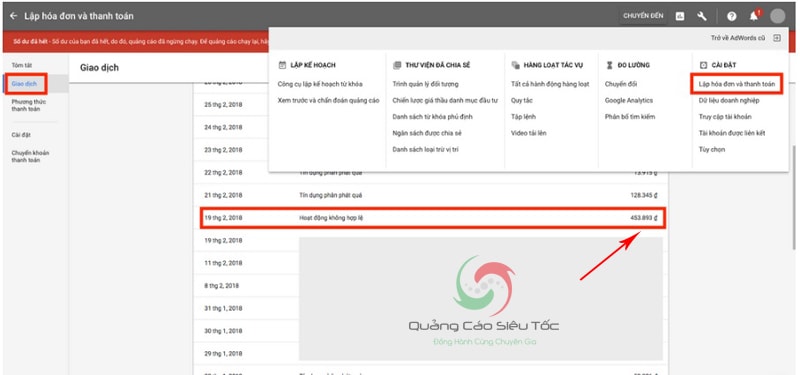 Lập hóa đơn và thanh toán
CHUYỂN ĐẾN
Số dư đã hết - Số dư của bạn đã hết, do đó, quảng cáo đã ngừng chạy. Để quảng cáo chạy lại, hã
Trở về AdWords cũ
Tóm tắt
Giao dịch
Phương thức
thanh toán
Cài đặt
Chuyển khoản
thanh toán
Giao dịch
LẬP KẾ HOẠCH
Công cụ lập kế hoạch từ khóa
Xem trước và chẩn đoán quảng cáo
THƯ VIỆN ĐÃ CHIA SẺ
Trình quản lý đối tượng
Chiến lược giá thầu danh mục đầu tư
Danh sách từ khóa phủ định
Ngân sách được chia sẻ
Danh sách loại trừ vị trí
HÀNG LOẠT TÁC VỤ
Tất cả hành động hàng loạt
Quy tắc
Tập lệnh
Video tải lên
ĐO LƯỜNG
Chuyển đổi
Google Analytics
Phân bổ tìm kiếm
CÀI ĐẶT
Lập hóa đơn và thanh toán
Dữ liệu doanh nghiệp
Truy cập tài khoản
Tài khoản được liên kết
Tùy chọn
25 thg 2, 2018
24 thg 2, 2018
23 thg 2, 2018
22 thg 2, 2018 Tín dụng phân phát quá 13.915 ₫
21 thg 2, 2018 Tín dụng phân phát quá 128.345 ₫
19 thg 2, 2018 Hoạt động không hợp lệ 453.893 ₫
19 thg 2, 2018
11 thg 2, 2018
8 thg 2, 2018
31 thg 1, 2018
30 thg 1, 2018
29 thg 1, 2018
Quảng Cáo Siêu Tốc
Đồng Hành Cùng Chuyên Gia